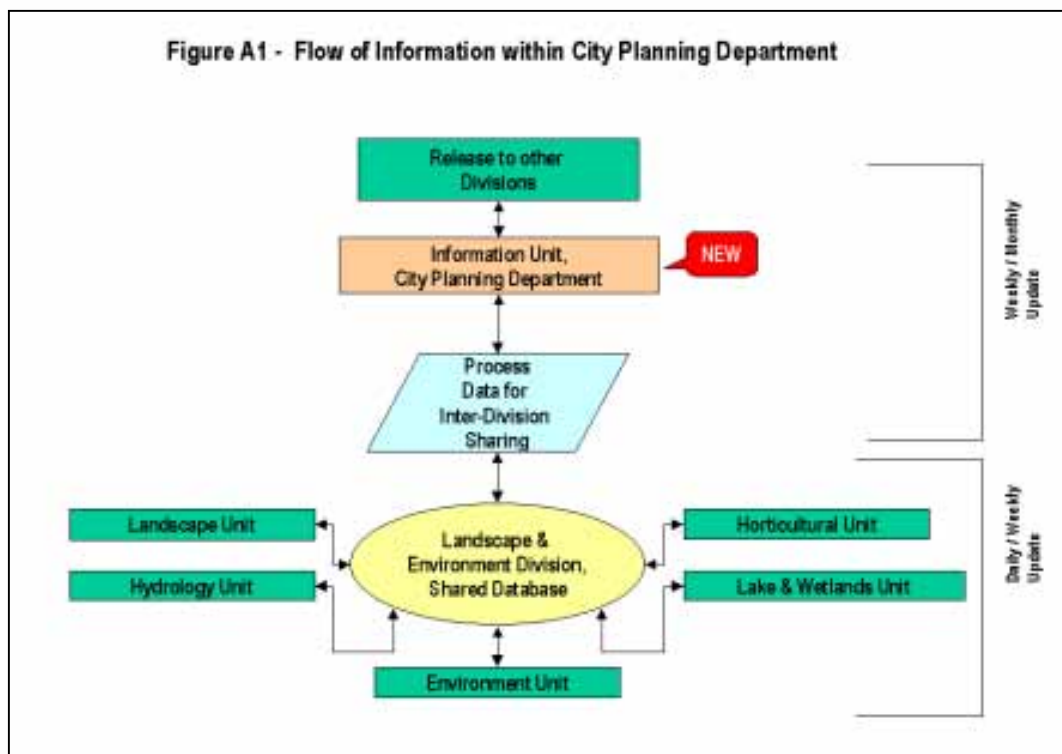 Figure A1 - Flow of Information within City Planning Department
Release to other
Divisions
Information Unit,
City Planning Department
NEW
Weekly / Monthly
Update
Process
Data for
Inter-Division
Sharing
Landscape Unit
Horticultural Unit
Landscape &
Environment Division,
Shared Database
Hydrology Unit
Lake & Wetlands Unit
Daily / Weekly
Update
Environment Unit